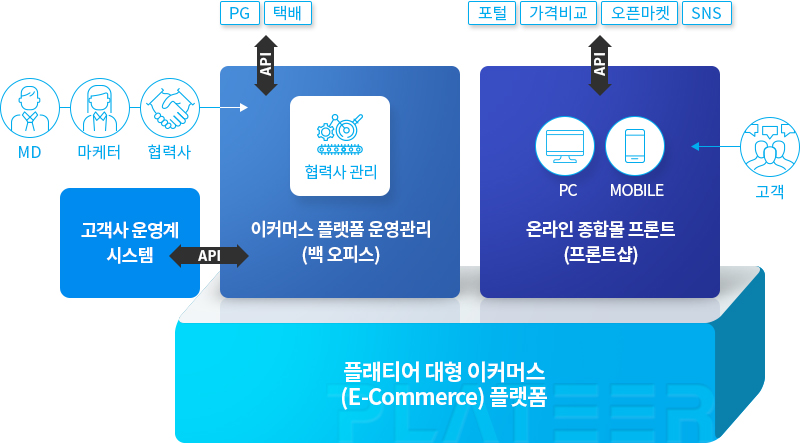 PG
택배
포털
가격비교
오픈마켓
SNS
API
API
MD
마케터
협력사
협력사 관리
PC
MOBILE
고객
고객사 운영계
시스템
API
이커머스 플랫폼 운영관리
(백 오피스)
온라인 종합몰 프론트
(프론트샵)
플래티어 대형 이커머스
(E-Commerce) 플랫폼
PLATEER